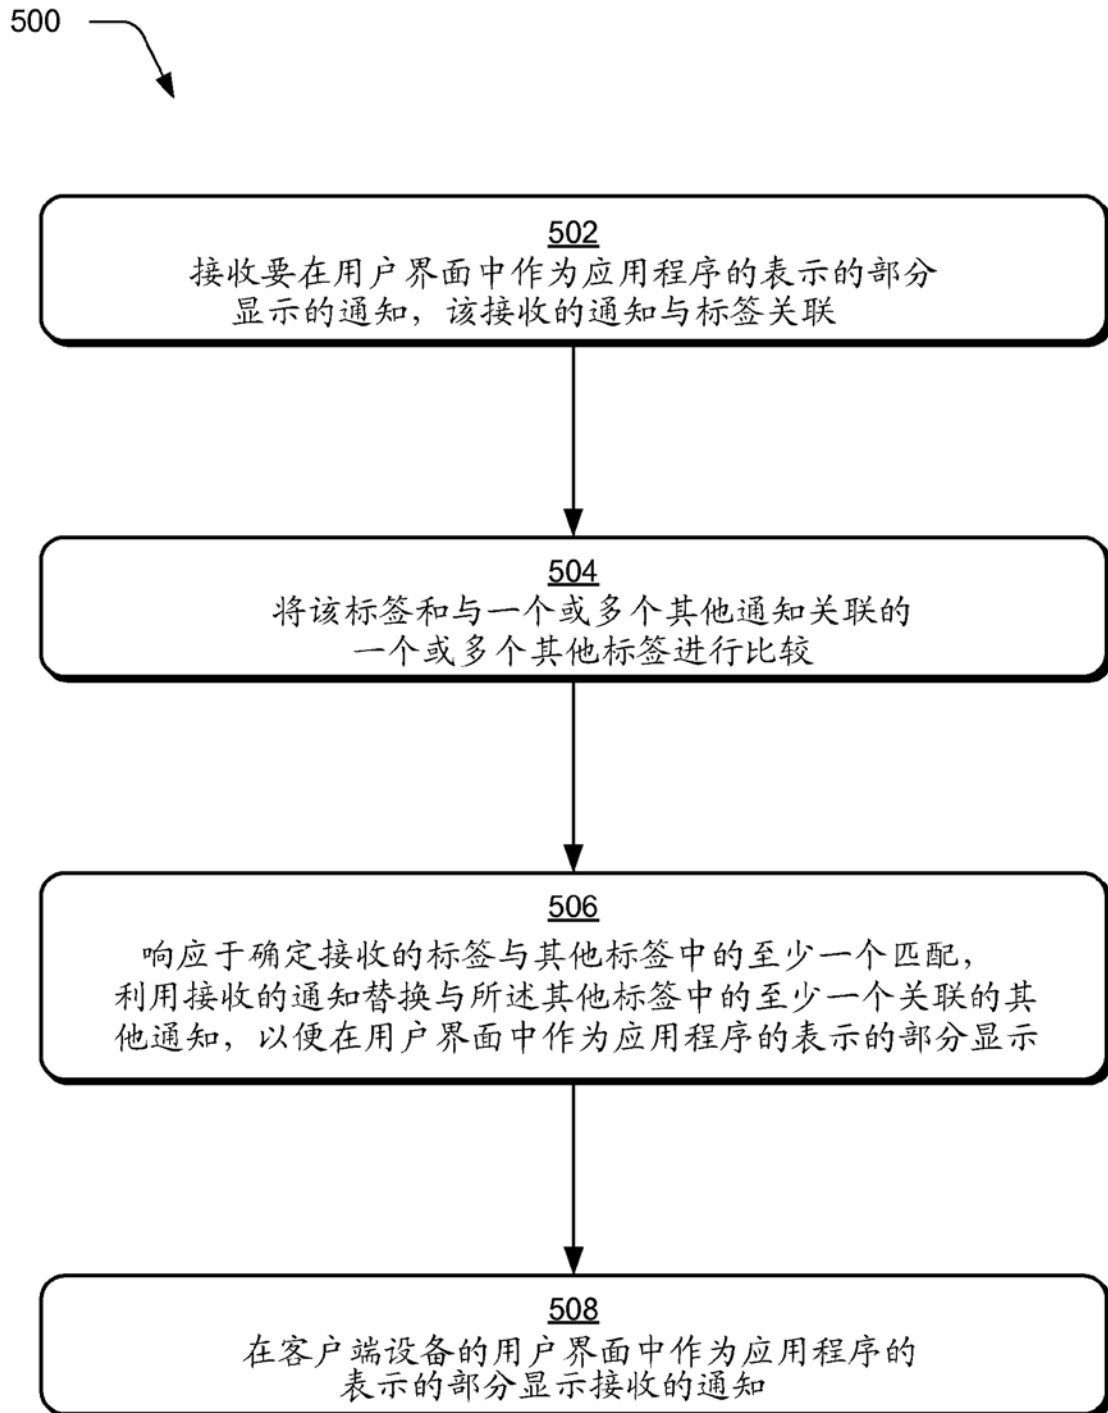 500
502
接收要在用户界面中作为应用程序的表示的部分
显示的通知，该接收的通知与标签关联
504
将该标签和与一个或多个其他通知关联的
一个或多个其他标签进行比较
506
响应于确定接收的标签与其他标签中的至少一个匹配，
利用接收的通知替换与所述其他标签中的至少一个关联的其
他通知，以便在用户界面中作为应用程序的表示的部分显示
508
在客户端设备的用户界面中作为应用程序的
表示的部分显示接收的通知